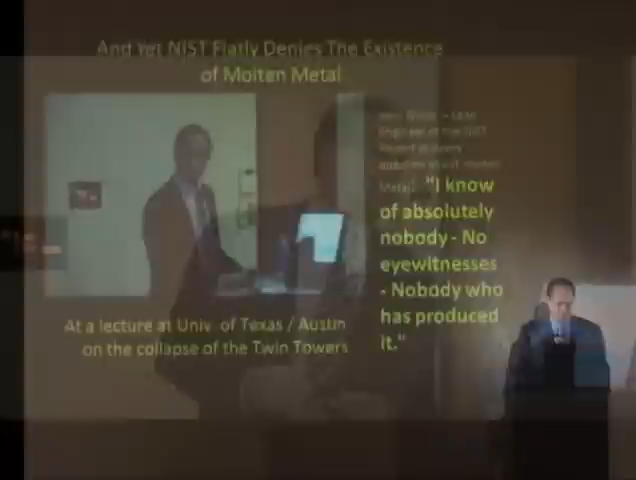 And Yet NIST Flatly Denies The Existence
of Molten Metal
"I know
of absolutely
nobody - No
eyewitnesses
- Nobody who
has produced
it."
At a lecture at Univ. of Texas / Austin
on the collapse of the Twin Towers